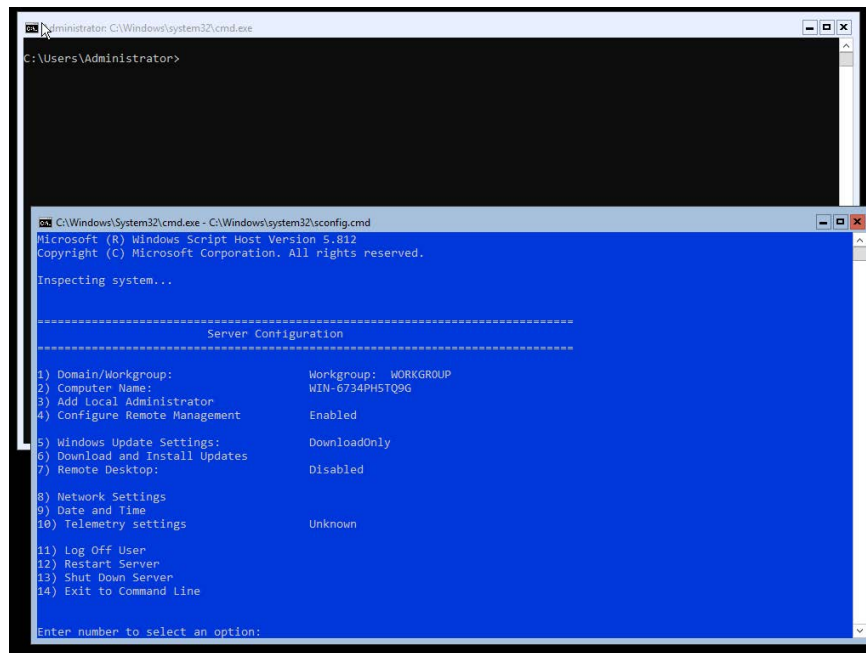 Administrator: C:\Windows\system32\cmd.exe
C:\Users\Administrator>
C:\Windows\System32\cmd.exe - C:\Windows\system32\sconfig.cmd
Microsoft (R) Windows Script Host Version 5.812
Copyright (C) Microsoft Corporation. All rights reserved.
Inspecting system...
===============================================================================
Server Configuration
===============================================================================
1) Domain/Workgroup: Workgroup: WORKGROUP
2) Computer Name: WIN-6734PH5TQ9G
3) Add Local Administrator
4) Configure Remote Management Enabled
5) Windows Update Settings: DownloadOnly
6) Download and Install Updates
7) Remote Desktop: Disabled
8) Network Settings
9) Date and Time
10) Telemetry settings Unknown
11) Log Off User
12) Restart Server
13) Shut Down Server
14) Exit to Command Line
Enter number to select an option: